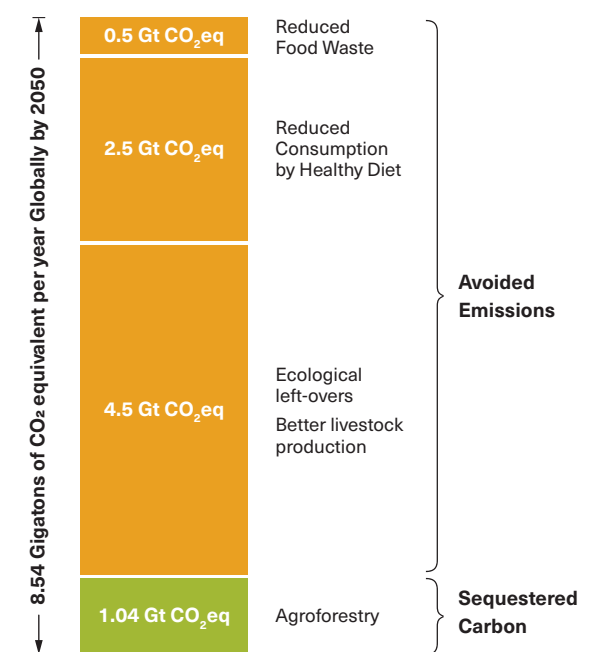 8.54 Gigatons of CO₂ equivalent per year Globally by 2050
0.5 Gt CO₂eq
Reduced
Food Waste
2.5 Gt CO₂eq
Reduced
Consumption
by Healthy Diet
Avoided
Emissions
4.5 Gt CO₂eq
Ecological
left-overs
Better livestock
production
1.04 Gt CO₂eq
Agroforestry
Sequestered
Carbon